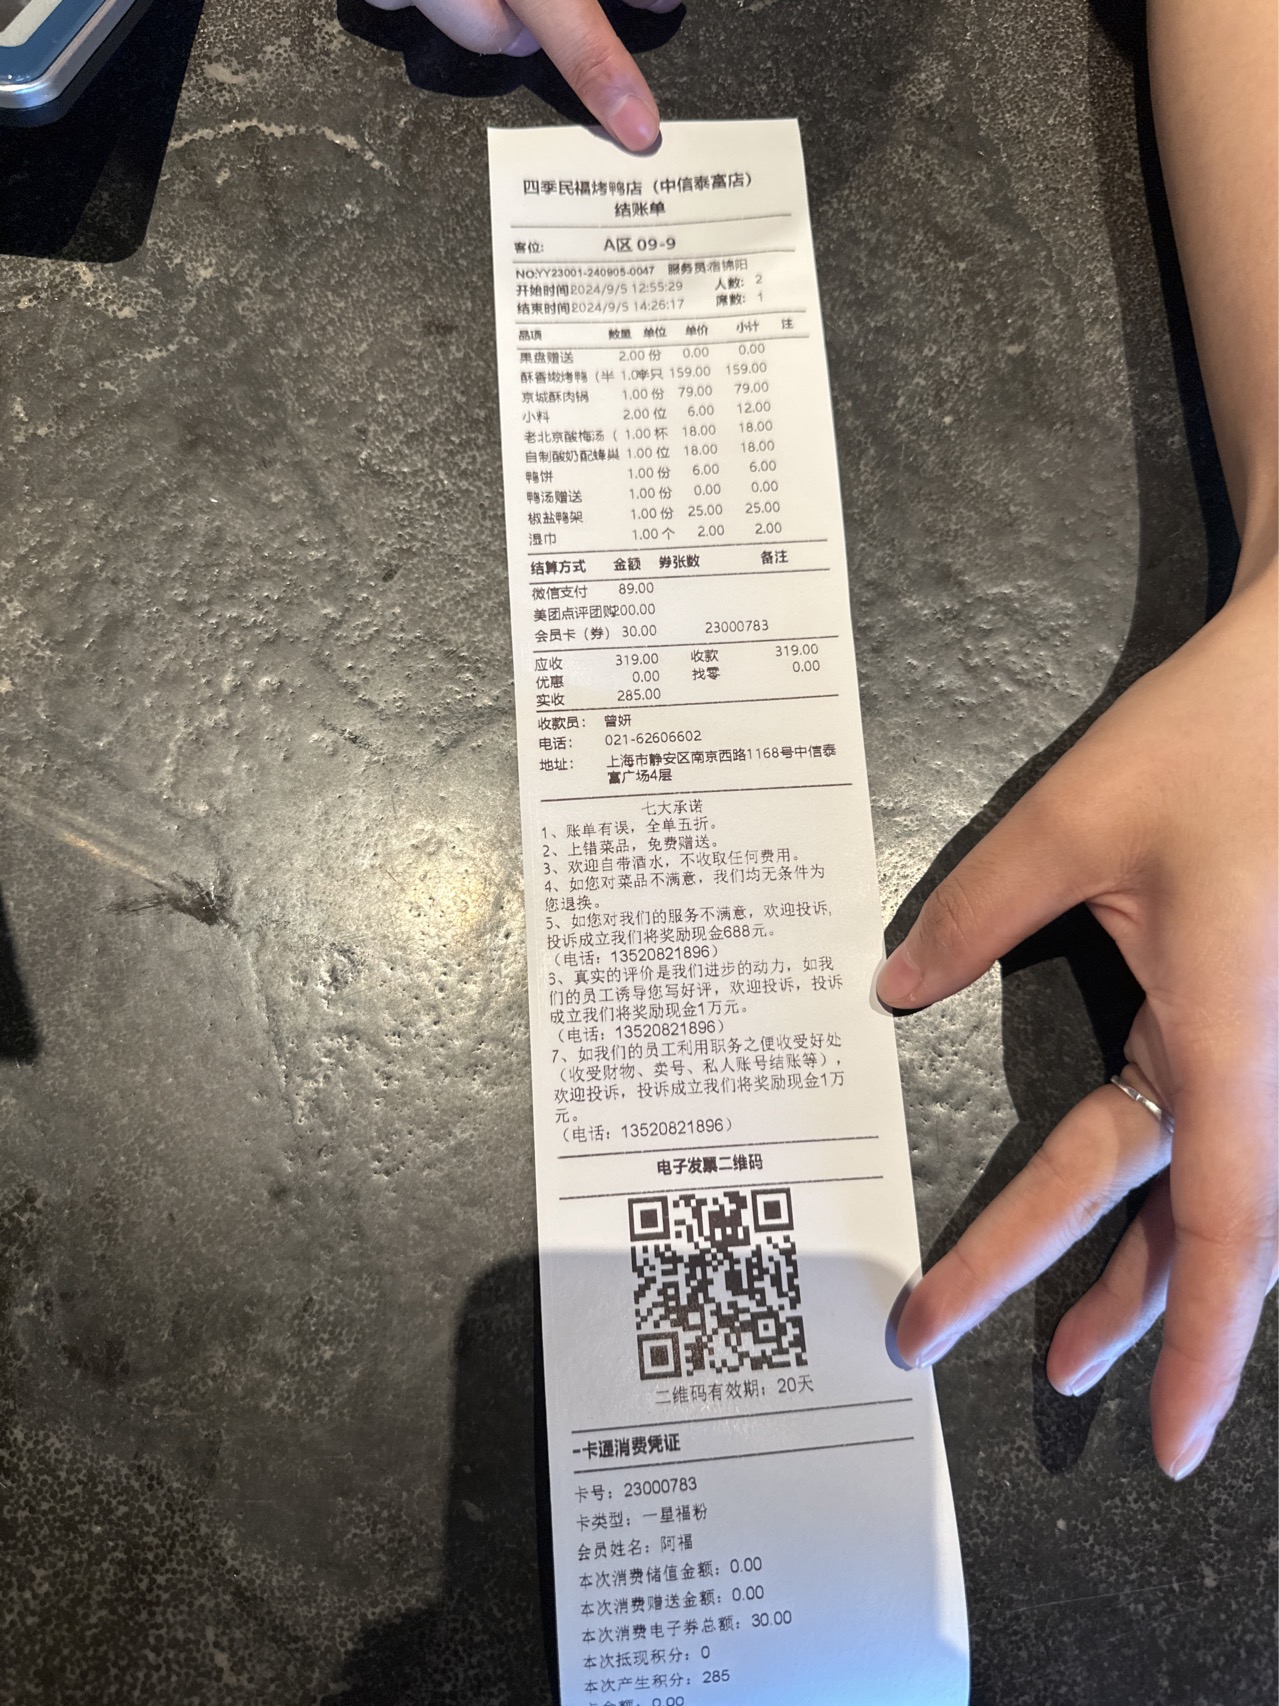 四季民福烤鸭店（中信泰富店）
结账单
客位: A区 09-9
NO:YY23001-240905-0047 服务员:宿锦阳
开始时间2024/9/5 12:55:29 人数: 2
结束时间2024/9/5 14:26:17 席数: 1
品项 数量 单位 单价 小计 注
果盘赠送 2.00 份 0.00 0.00
酥香嫩烤鸭（半 1.0半只 159.00 159.00
京城酥肉锅 1.00 份 79.00 79.00
小料 2.00 位 6.00 12.00
老北京酸梅汤（ 1.00 杯 18.00 18.00
自制酸奶配蜂巢 1.00 位 18.00 18.00
鸭饼 1.00 份 6.00 6.00
鸭汤赠送 1.00 份 0.00 0.00
椒盐鸭架 1.00 份 25.00 25.00
湿巾 1.00 个 2.00 2.00
结算方式 金额 券张数 备注
微信支付 89.00
美团点评团购200.00
会员卡（券） 30.00 23000783
应收 319.00 收款 319.00
优惠 0.00 找零 0.00
实收 285.00
收款员: 曾妍
电话: 021-62606602
地址: 上海市静安区南京西路1168号中信泰
富广场4层
七大承诺
1、账单有误，全单五折。
2、上错菜品，免费赠送。
3、欢迎自带酒水，不收取任何费用。
4、如您对菜品不满意，我们均无条件为
您退换。
5、如您对我们的服务不满意，欢迎投诉,
投诉成立我们将奖励现金688元。
（电话：13520821896）
3、真实的评价是我们进步的动力，如我
们的员工诱导您写好评，欢迎投诉，投诉
成立我们将奖励现金1万元。
（电话：13520821896）
7、如我们的员工利用职务之便收受好处
（收受财物、卖号、私人账号结账等），
欢迎投诉，投诉成立我们将奖励现金1万
元。
（电话：13520821896）
电子发票二维码
二维码有效期：20天
一卡通消费凭证
卡号：23000783
卡类型：一星福粉
会员姓名：阿福
本次消费储值金额：0.00
本次消费赠送金额：0.00
本次消费电子券总额：30.00
本次抵现积分：0
本次产生积分：285